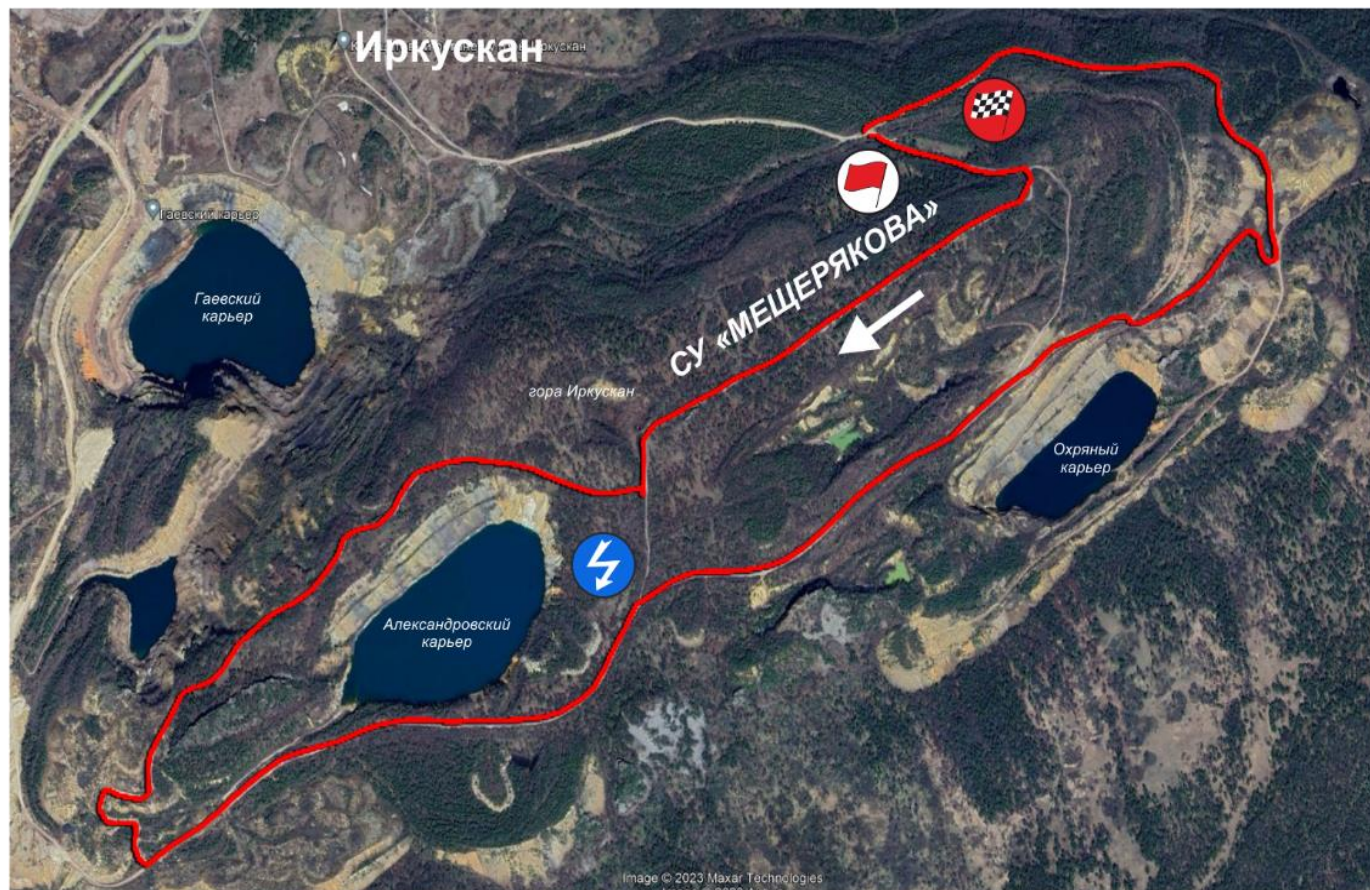 Иркускан
Гаевский карьер
Гаевский
карьер
СУ «МЕЩЕРЯКОВА»
гора Иркускан
Охряный
карьер
Александровский
карьер
Image © 2023 Maxar Technologies